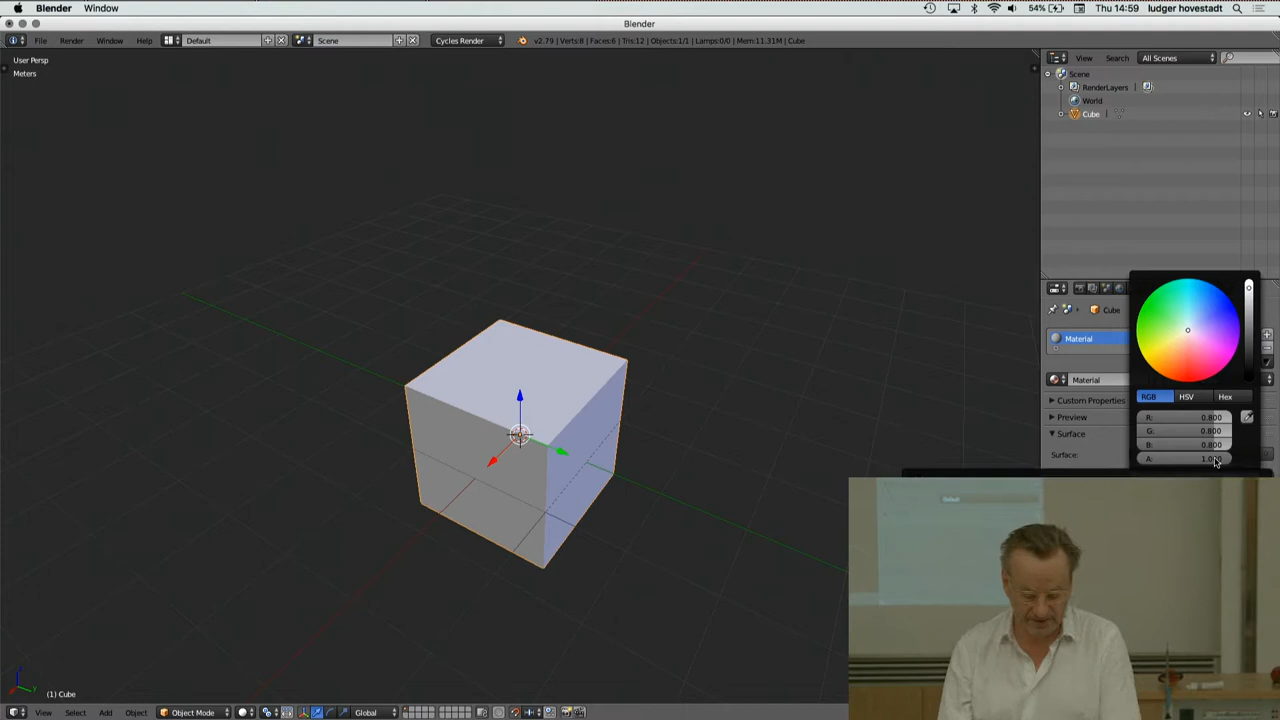 Blender Window 54% Thu 14:59 ludger hovestadt
Blender
File Render Window Help Default Scene Cycles Render v2.79 | Verts:8 | Faces:6 | Tris:12 | Objects:1/1 | Lamps:0/0 | Mem:11.31M | Cube
User Persp
Meters
View Search All Scenes
Scene
RenderLayers
World
Cube
Cube
Material
Material
RGB HSV Hex
Custom Properties
R: 0.800
Preview
G: 0.800
Surface
B: 0.800
Surface:
A: 1.000
Default
(1) Cube
View Select Add Object Object Mode Global